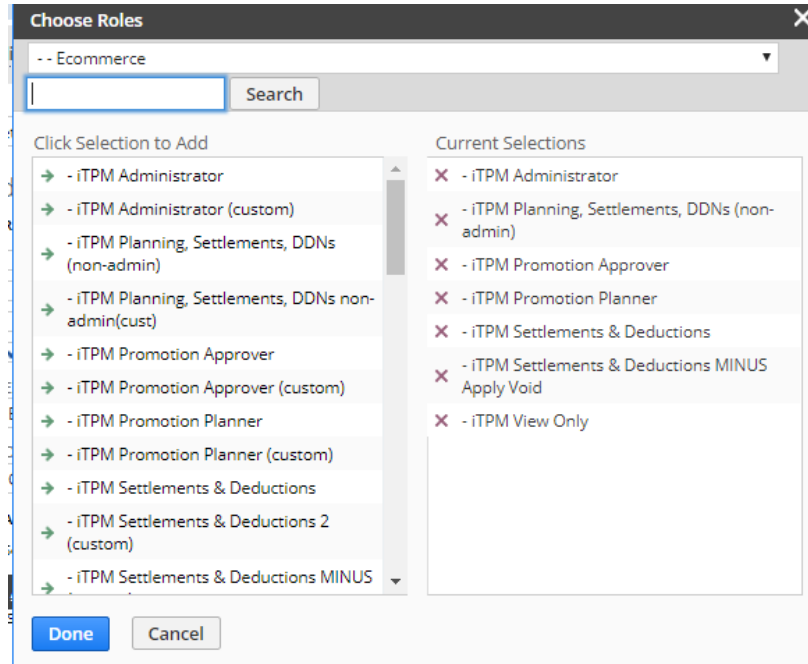 Choose Roles
- - Ecommerce
Search
Click Selection to Add
- iTPM Administrator
- iTPM Administrator (custom)
- iTPM Planning, Settlements, DDNs
(non-admin)
- iTPM Planning, Settlements, DDNs non-
admin(cust)
- iTPM Promotion Approver
- iTPM Promotion Approver (custom)
- iTPM Promotion Planner
- iTPM Promotion Planner (custom)
- iTPM Settlements & Deductions
- iTPM Settlements & Deductions 2
(custom)
- iTPM Settlements & Deductions MINUS
Current Selections
- iTPM Administrator
- iTPM Planning, Settlements, DDNs (non-
admin)
- iTPM Promotion Approver
- iTPM Promotion Planner
- iTPM Settlements & Deductions
- iTPM Settlements & Deductions MINUS
Apply Void
- iTPM View Only
Done
Cancel